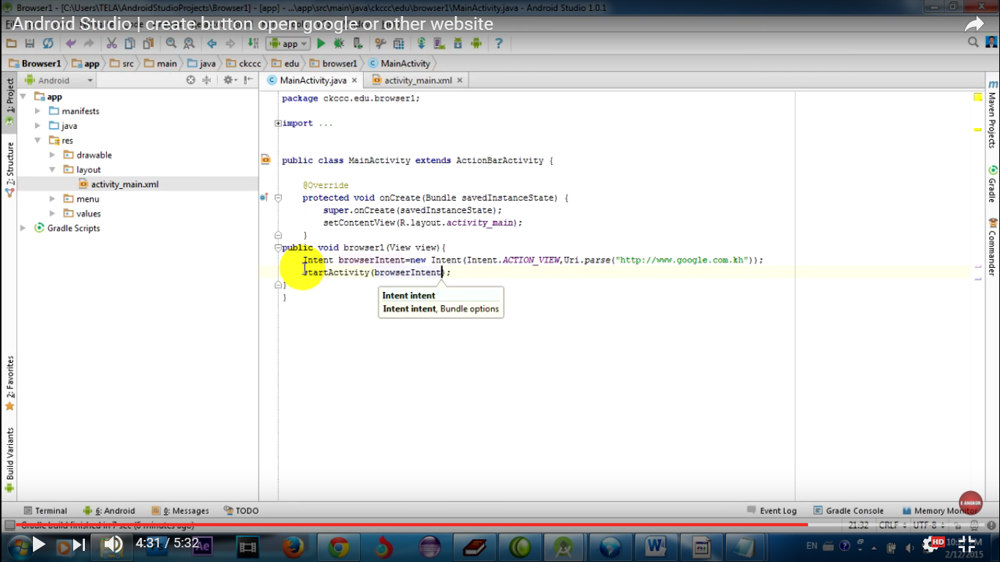 Browser1 - [C:\Users\TELA\AndroidStudioProjects\Browser1] - [app] - ...\app\src\main\java\ckccc\edu\browser1\MainActivity.java - Android Studio 1.0.1
Android Studio | create button open google or other website
app
Browser1 app src main java ckccc edu browser1 MainActivity
Android
MainActivity.java
activity_main.xml
1: Project
7: Structure
2: Favorites
Build Variants
app
manifests
java
res
drawable
layout
activity_main.xml
menu
values
Gradle Scripts
package ckccc.edu.browser1;
import ...
public class MainActivity extends ActionBarActivity {
@Override
protected void onCreate(Bundle savedInstanceState) {
super.onCreate(savedInstanceState);
setContentView(R.layout.activity_main);
}
public void browser1(View view){
Intent browserIntent=new Intent(Intent.ACTION_VIEW,Uri.parse("http://www.google.com.kh"));
startActivity(browserIntent);
}
}
Intent intent
Intent intent, Bundle options
Maven Projects
Gradle
Commander
Terminal 6: Android 0: Messages TODO
Event Log Gradle Console Memory Monitor
Gradle build finished in 7 sec (6 minutes ago)
21:32 CRLF UTF-8
4:31 / 5:32
Ae
W
EN
HD
2/12/2015